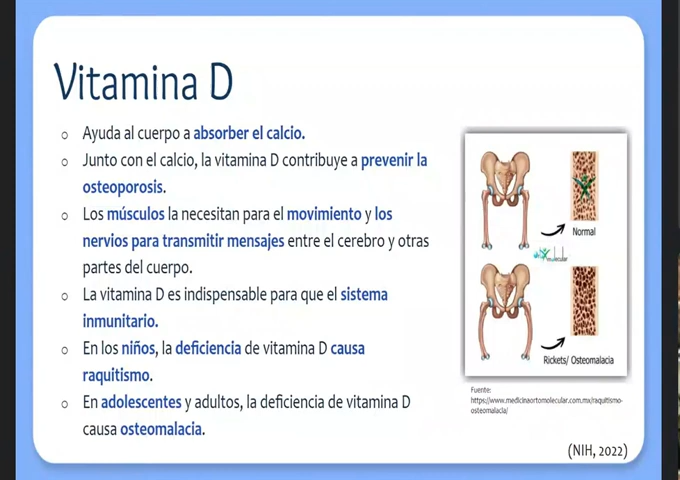 Vitamina D
Ayuda al cuerpo a absorber el calcio.
Junto con el calcio, la vitamina D contribuye a prevenir la
osteoporosis.
Los músculos la necesitan para el movimiento y los
nervios para transmitir mensajes entre el cerebro y otras
partes del cuerpo.
La vitamina D es indispensable para que el sistema
inmunitario.
En los niños, la deficiencia de vitamina D causa
raquitismo.
En adolescentes y adultos, la deficiencia de vitamina D
causa osteomalacia.
Normal
molecular
Rickets/ Osteomalacia
Fuente:
https://www.medicinaortomolecular.com.mx/raquitismo-
osteomalacia/
(NIH, 2022)